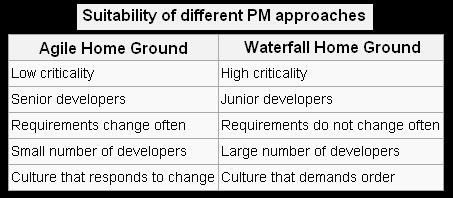 Suitability of different PM approaches
Agile Home Ground Waterfall Home Ground
Low criticality High criticality
Senior developers Junior developers
Requirements change often Requirements do not change often
Small number of developers Large number of developers
Culture that responds to change Culture that demands order